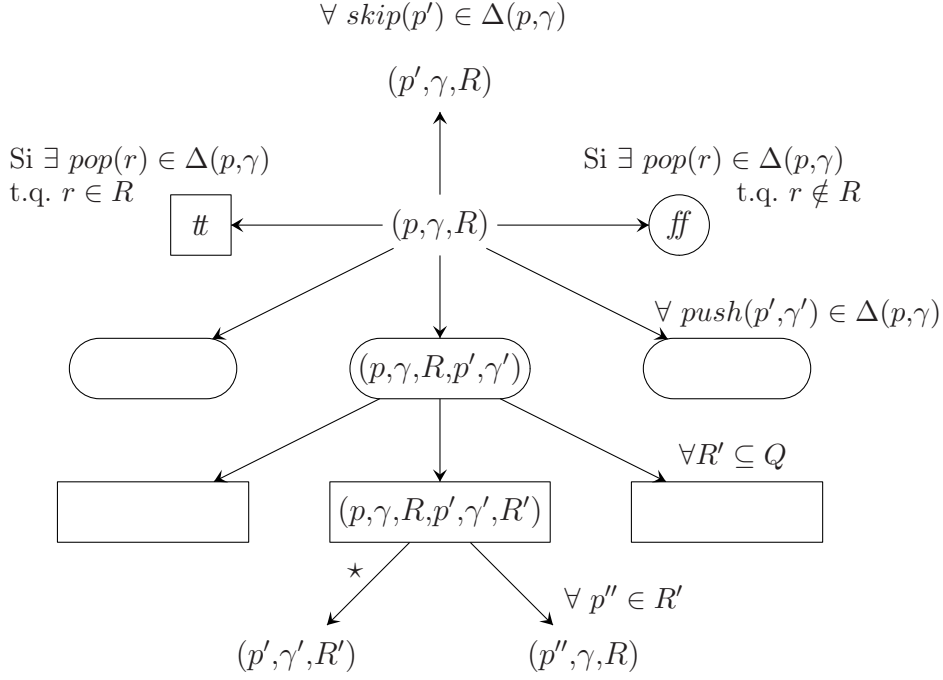 ∀ skip(p′) ∈ Δ(p,γ)
(p′,γ,R)
Si ∃ pop(r) ∈ Δ(p,γ)
t.q. r ∈ R
Si ∃ pop(r) ∈ Δ(p,γ)
t.q. r ∉ R
tt
(p,γ,R)
ff
∀ push(p′,γ′) ∈ Δ(p,γ)
(p,γ,R,p′,γ′)
∀R′ ⊆ Q
(p,γ,R,p′,γ′,R′)
⋆
∀ p″ ∈ R′
(p′,γ′,R′)
(p″,γ,R)